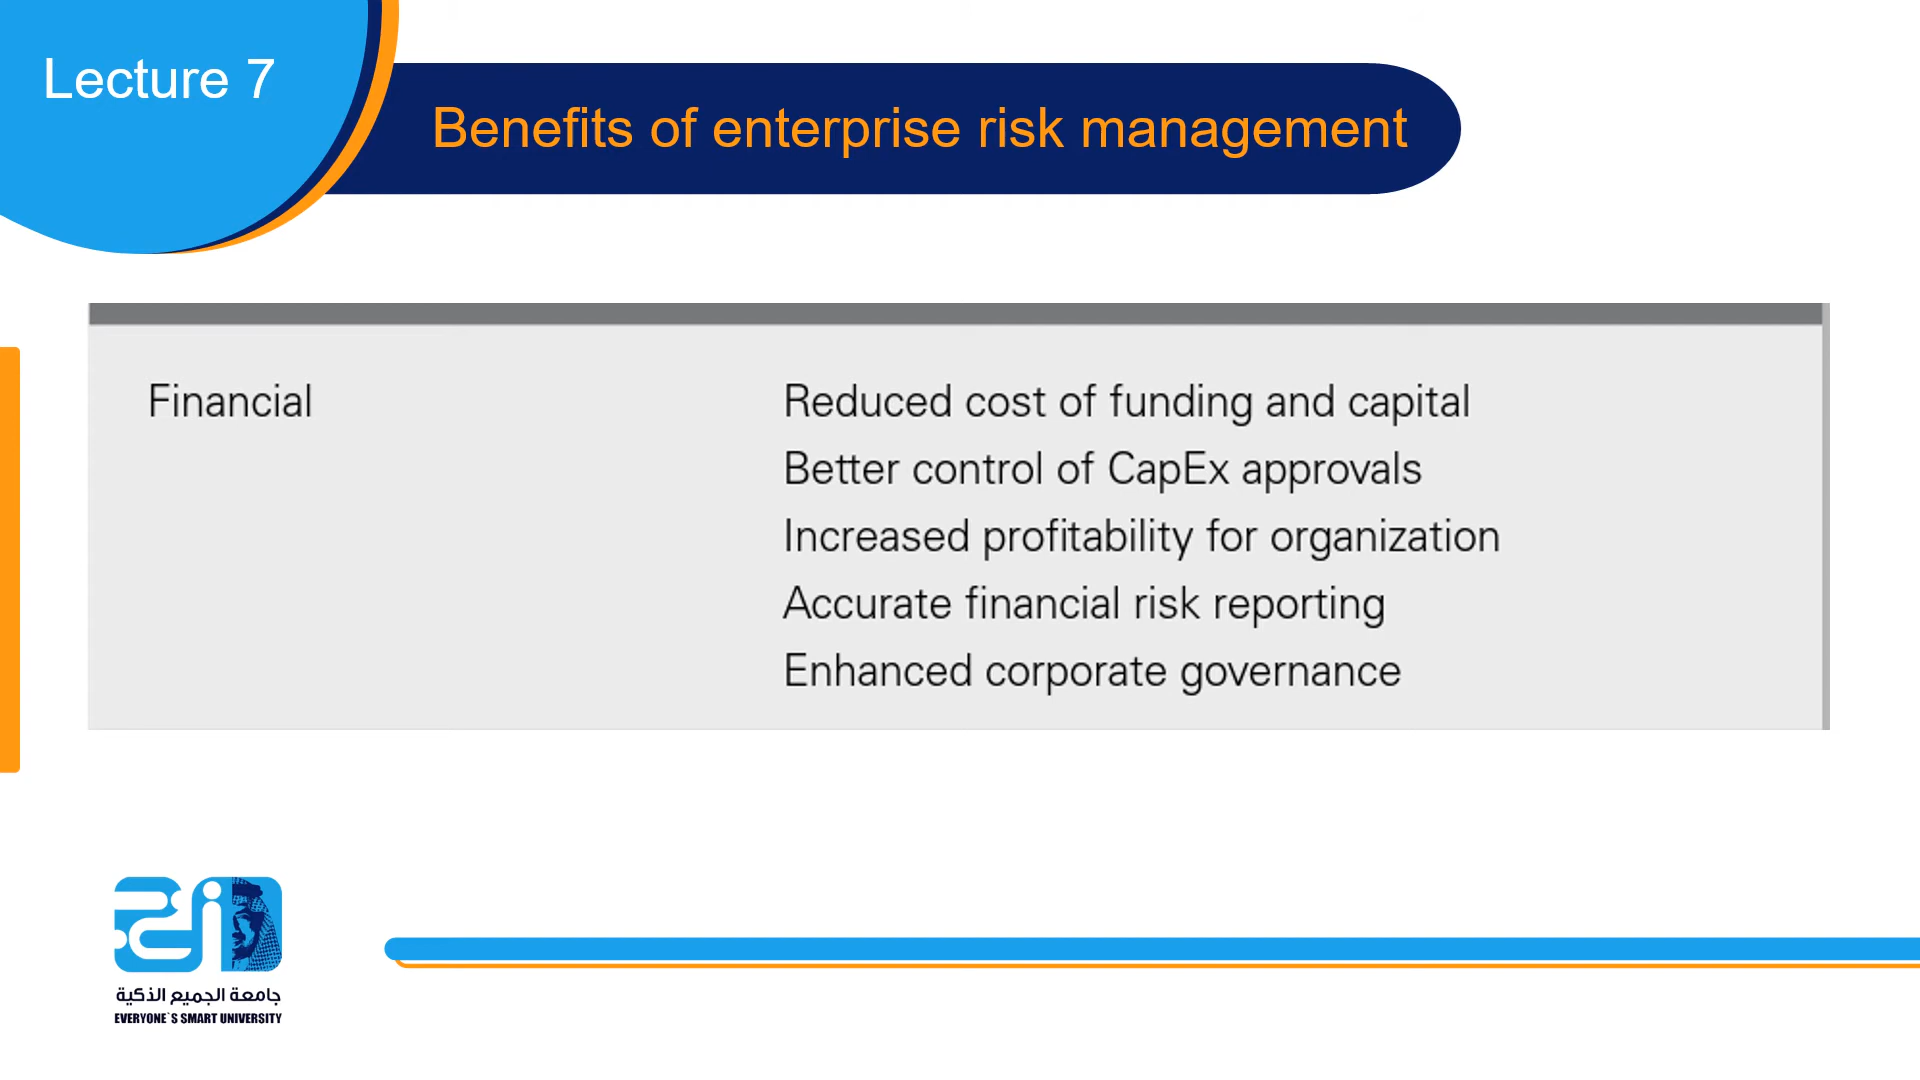 Lecture 7
Benefits of enterprise risk management
Financial
Reduced cost of funding and capital
Better control of CapEx approvals
Increased profitability for organization
Accurate financial risk reporting
Enhanced corporate governance
جامعة الجميع الذكية
EVERYONE`S SMART UNIVERSITY